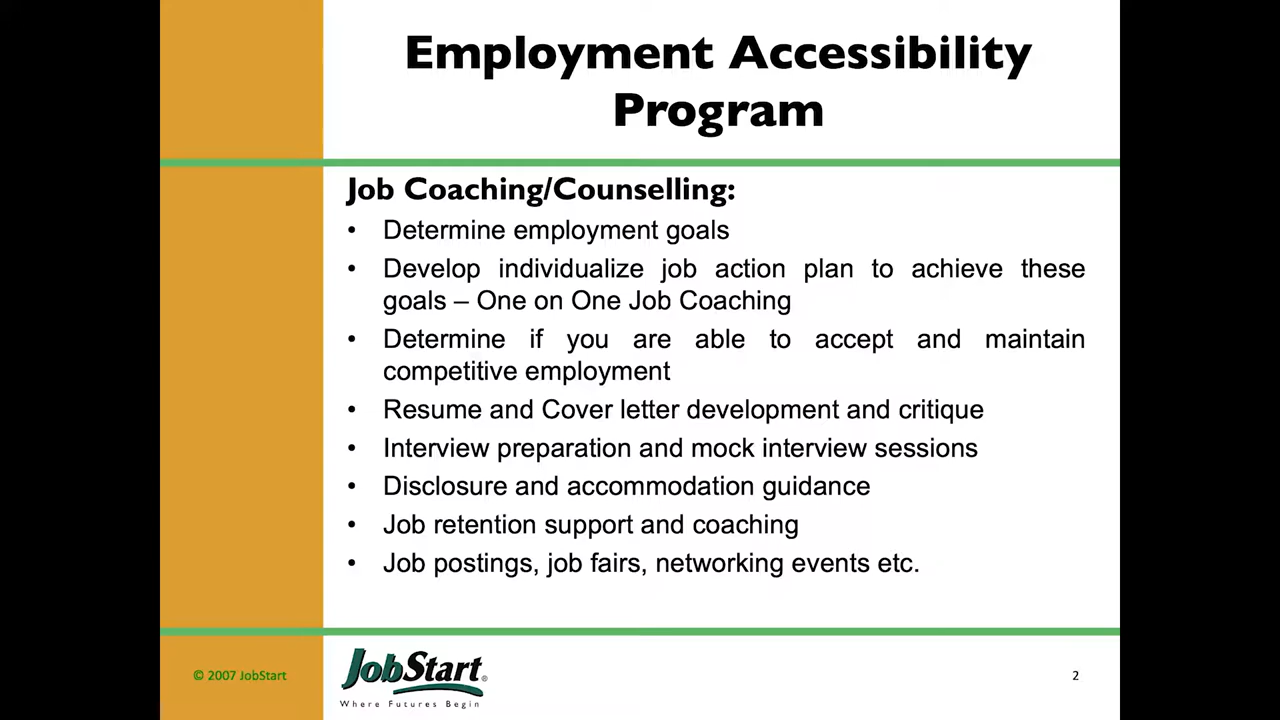 Employment Accessibility
Program
Job Coaching/Counselling:
• Determine employment goals
• Develop individualize job action plan to achieve these
goals – One on One Job Coaching
• Determine if you are able to accept and maintain
competitive employment
• Resume and Cover letter development and critique
• Interview preparation and mock interview sessions
• Disclosure and accommodation guidance
• Job retention support and coaching
• Job postings, job fairs, networking events etc.
© 2007 JobStart
JobStart®
Where Futures Begin
2